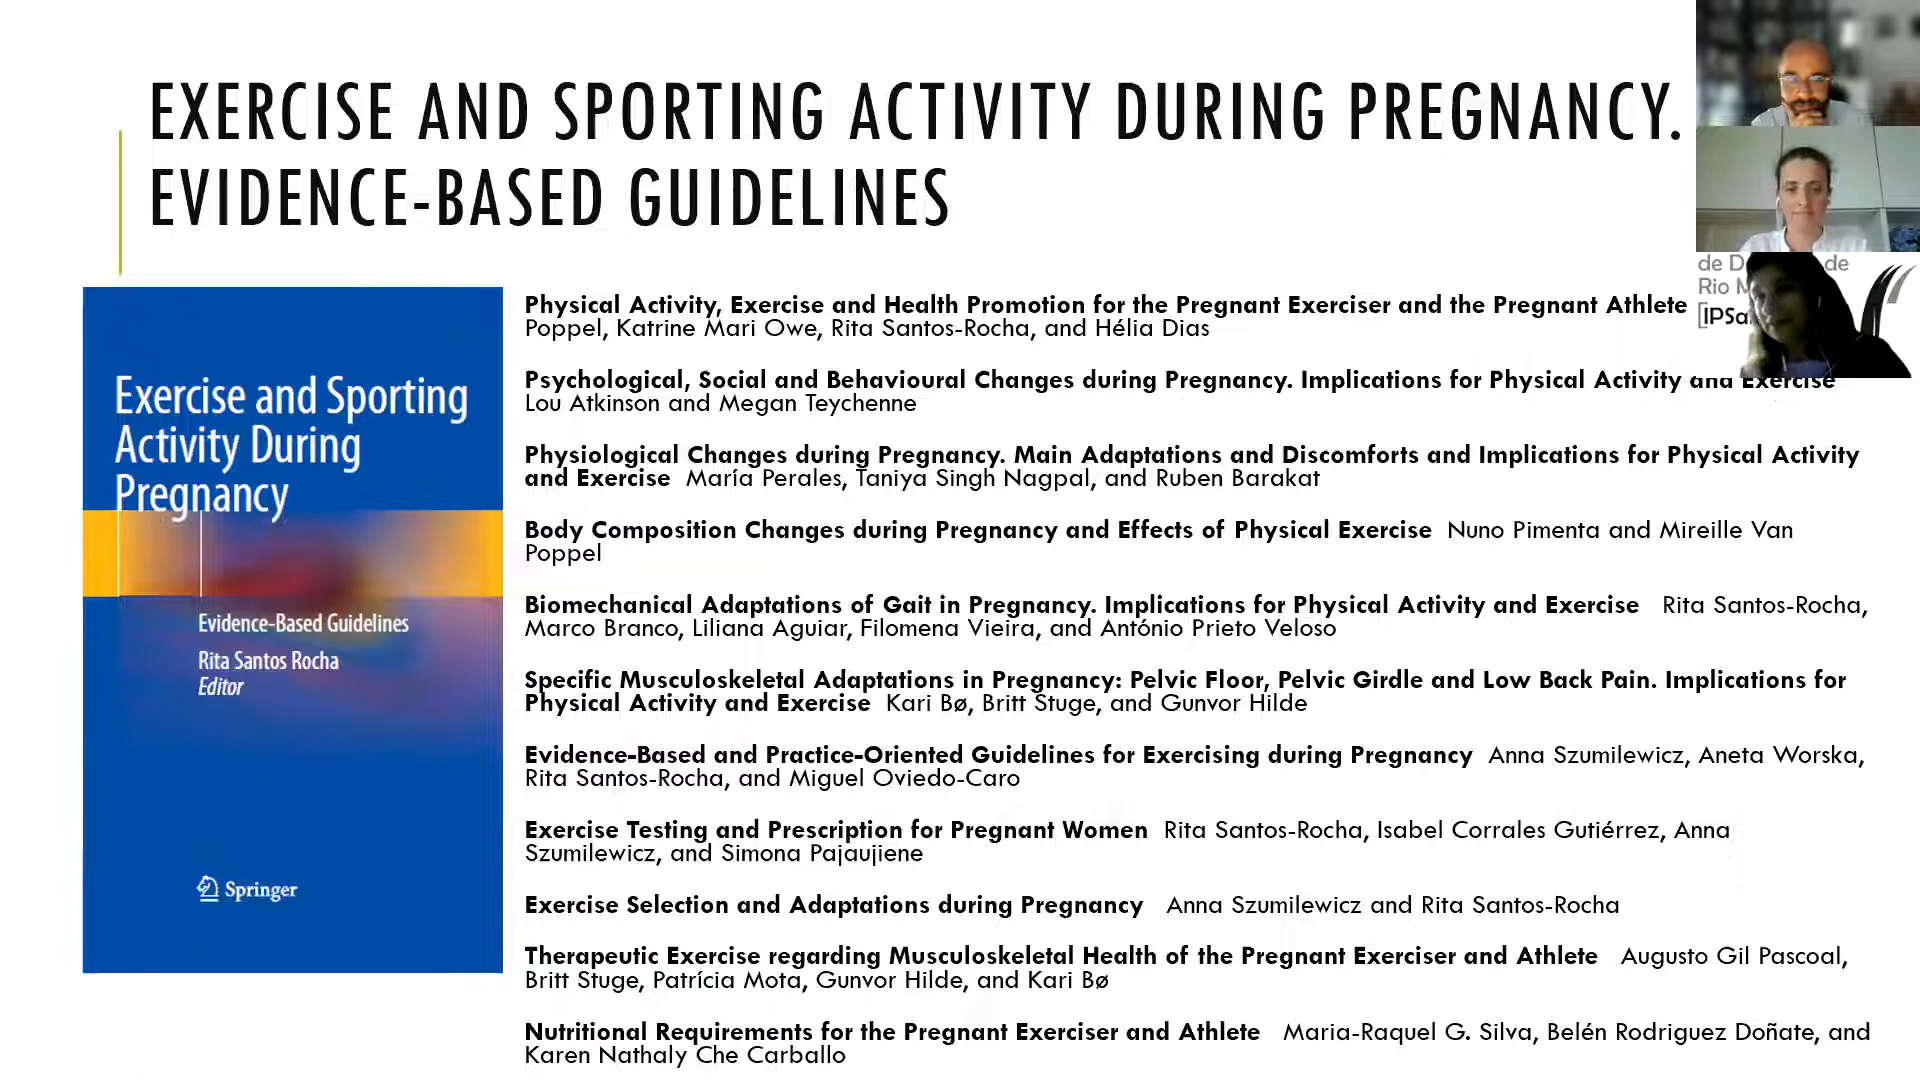 EXERCISE AND SPORTING ACTIVITY DURING PREGNANCY.
EVIDENCE-BASED GUIDELINES
Exercise and Sporting
Activity During
Pregnancy
Evidence-Based Guidelines
Rita Santos Rocha
Editor
Springer
Physical Activity, Exercise and Health Promotion for the Pregnant Exerciser and the Pregnant Athlete
Poppel, Katrine Mari Owe, Rita Santos-Rocha, and Hélia Dias
Psychological, Social and Behavioural Changes during Pregnancy. Implications for Physical Activity and Exercise
Lou Atkinson and Megan Teychenne
Physiological Changes during Pregnancy. Main Adaptations and Discomforts and Implications for Physical Activity
and Exercise María Perales, Taniya Singh Nagpal, and Ruben Barakat
Body Composition Changes during Pregnancy and Effects of Physical Exercise Nuno Pimenta and Mireille Van
Poppel
Biomechanical Adaptations of Gait in Pregnancy. Implications for Physical Activity and Exercise Rita Santos-Rocha,
Marco Branco, Liliana Aguiar, Filomena Vieira, and António Prieto Veloso
Specific Musculoskeletal Adaptations in Pregnancy: Pelvic Floor, Pelvic Girdle and Low Back Pain. Implications for
Physical Activity and Exercise Kari Bø, Britt Stuge, and Gunvor Hilde
Evidence-Based and Practice-Oriented Guidelines for Exercising during Pregnancy Anna Szumilewicz, Aneta Worska,
Rita Santos-Rocha, and Miguel Oviedo-Caro
Exercise Testing and Prescription for Pregnant Women Rita Santos-Rocha, Isabel Corrales Gutiérrez, Anna
Szumilewicz, and Simona Pajaujiene
Exercise Selection and Adaptations during Pregnancy Anna Szumilewicz and Rita Santos-Rocha
Therapeutic Exercise regarding Musculoskeletal Health of the Pregnant Exerciser and Athlete Augusto Gil Pascoal,
Britt Stuge, Patrícia Mota, Gunvor Hilde, and Kari Bø
Nutritional Requirements for the Pregnant Exerciser and Athlete Maria-Raquel G. Silva, Belén Rodriguez Doñate, and
Karen Nathaly Che Carballo
de de
Rio